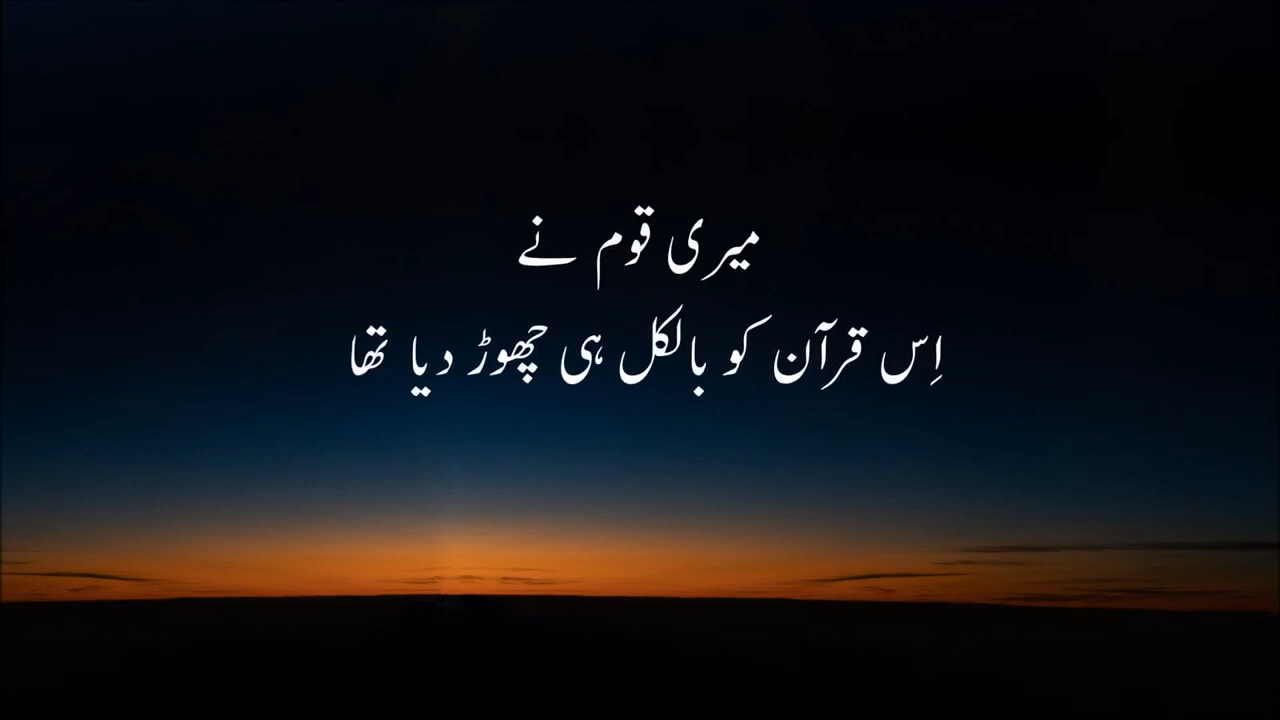 میری قوم نے
اِس قرآن کو بالکل ہی چھوڑ دیا تھا